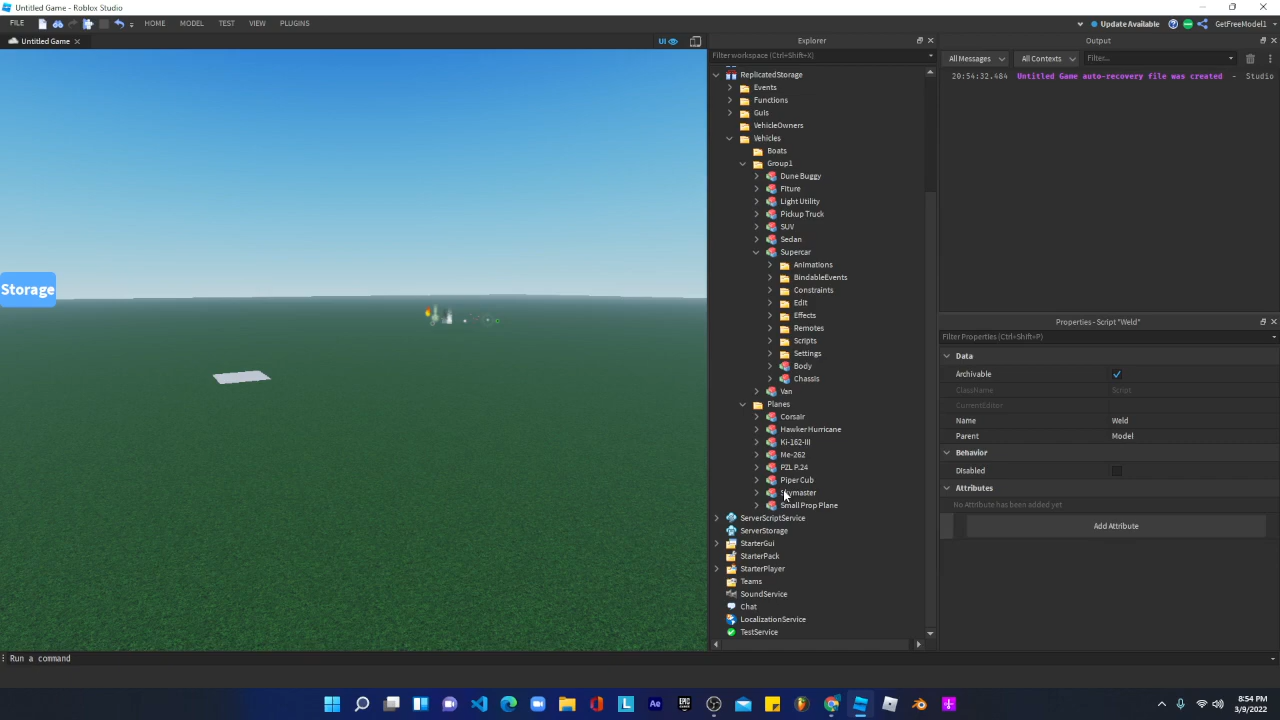 Untitled Game - Roblox Studio
FILE HOME MODEL TEST VIEW PLUGINS
Update Available GetFreeModel1
Untitled Game
UI
Explorer
Filter workspace (Ctrl+Shift+X)
ReplicatedStorage
Events
Functions
Guis
VehicleOwners
Vehicles
Boats
Group1
Dune Buggy
Fiture
Light Utility
Pickup Truck
SUV
Sedan
Supercar
Animations
BindableEvents
Constraints
Edit
Effects
Remotes
Scripts
Settings
Body
Chassis
Van
Planes
Corsair
Hawker Hurricane
Ki-162-III
Me-262
PZL P.24
Piper Cub
Skymaster
Small Prop Plane
ServerScriptService
ServerStorage
StarterGui
StarterPack
StarterPlayer
Teams
SoundService
Chat
LocalizationService
TestService
Output
All Messages All Contexts Filter...
20:54:32.484 Untitled Game auto-recovery file was created - Studio
Properties - Script "Weld"
Filter Properties (Ctrl+Shift+P)
Data
Archivable
ClassName Script
CurrentEditor
Name Weld
Parent Model
Behavior
Disabled
Attributes
No Attribute has been added yet
Add Attribute
Storage
Run a command
8:54 PM
3/9/2022